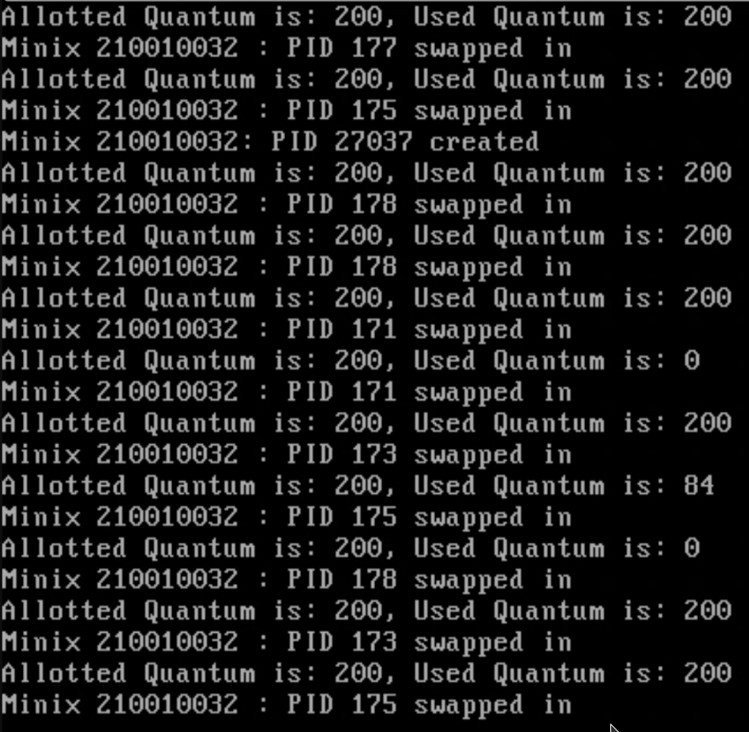 Allotted Quantum is: 200, Used Quantum is: 200
Minix 210010032 : PID 177 swapped in
Allotted Quantum is: 200, Used Quantum is: 200
Minix 210010032 : PID 175 swapped in
Minix 210010032: PID 27037 created
Allotted Quantum is: 200, Used Quantum is: 200
Minix 210010032 : PID 178 swapped in
Allotted Quantum is: 200, Used Quantum is: 200
Minix 210010032 : PID 178 swapped in
Allotted Quantum is: 200, Used Quantum is: 200
Minix 210010032 : PID 171 swapped in
Allotted Quantum is: 200, Used Quantum is: 0
Minix 210010032 : PID 171 swapped in
Allotted Quantum is: 200, Used Quantum is: 200
Minix 210010032 : PID 173 swapped in
Allotted Quantum is: 200, Used Quantum is: 84
Minix 210010032 : PID 175 swapped in
Allotted Quantum is: 200, Used Quantum is: 0
Minix 210010032 : PID 178 swapped in
Allotted Quantum is: 200, Used Quantum is: 200
Minix 210010032 : PID 173 swapped in
Allotted Quantum is: 200, Used Quantum is: 200
Minix 210010032 : PID 175 swapped in